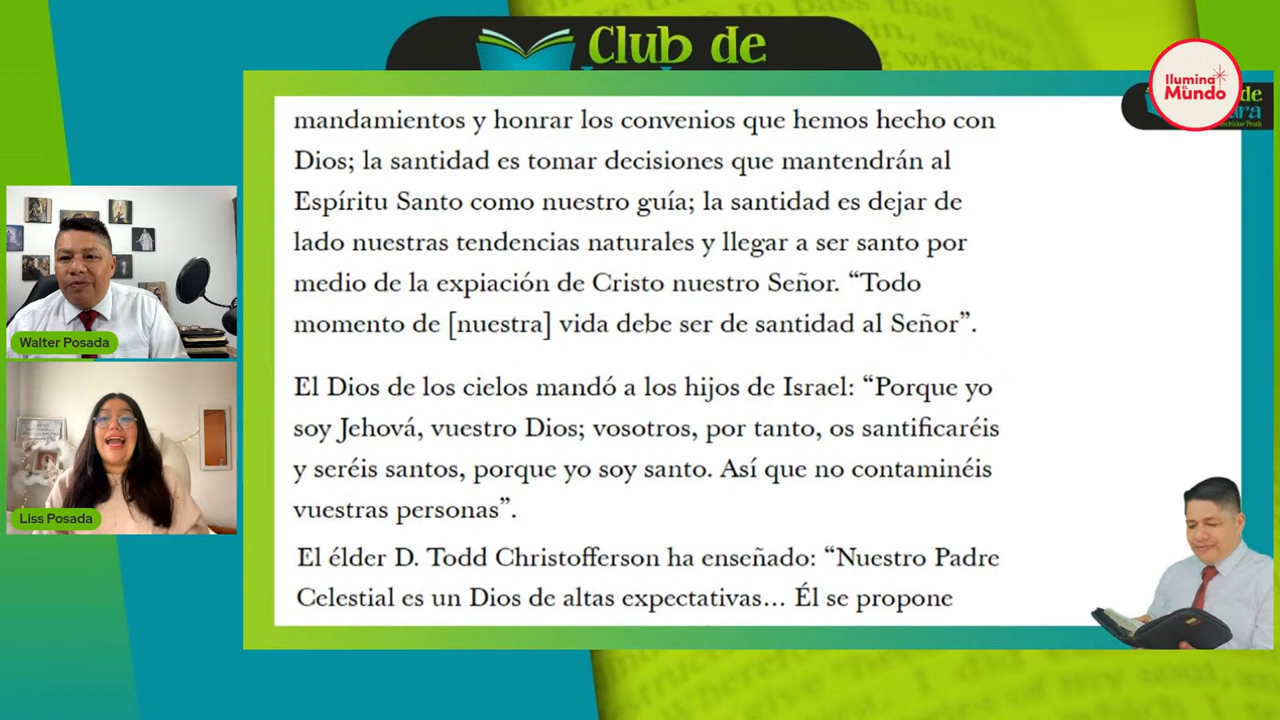 Club de
Ilumina
el
Mundo
de
mandamientos y honrar los convenios que hemos hecho con
Dios; la santidad es tomar decisiones que mantendrán al
Espíritu Santo como nuestro guía; la santidad es dejar de
lado nuestras tendencias naturales y llegar a ser santo por
medio de la expiación de Cristo nuestro Señor. “Todo
momento de [nuestra] vida debe ser de santidad al Señor”.
El Dios de los cielos mandó a los hijos de Israel: “Porque yo
soy Jehová, vuestro Dios; vosotros, por tanto, os santificaréis
y seréis santos, porque yo soy santo. Así que no contaminéis
vuestras personas”.
El élder D. Todd Christofferson ha enseñado: “Nuestro Padre
Celestial es un Dios de altas expectativas… Él se propone
Walter Posada
Liss Posada